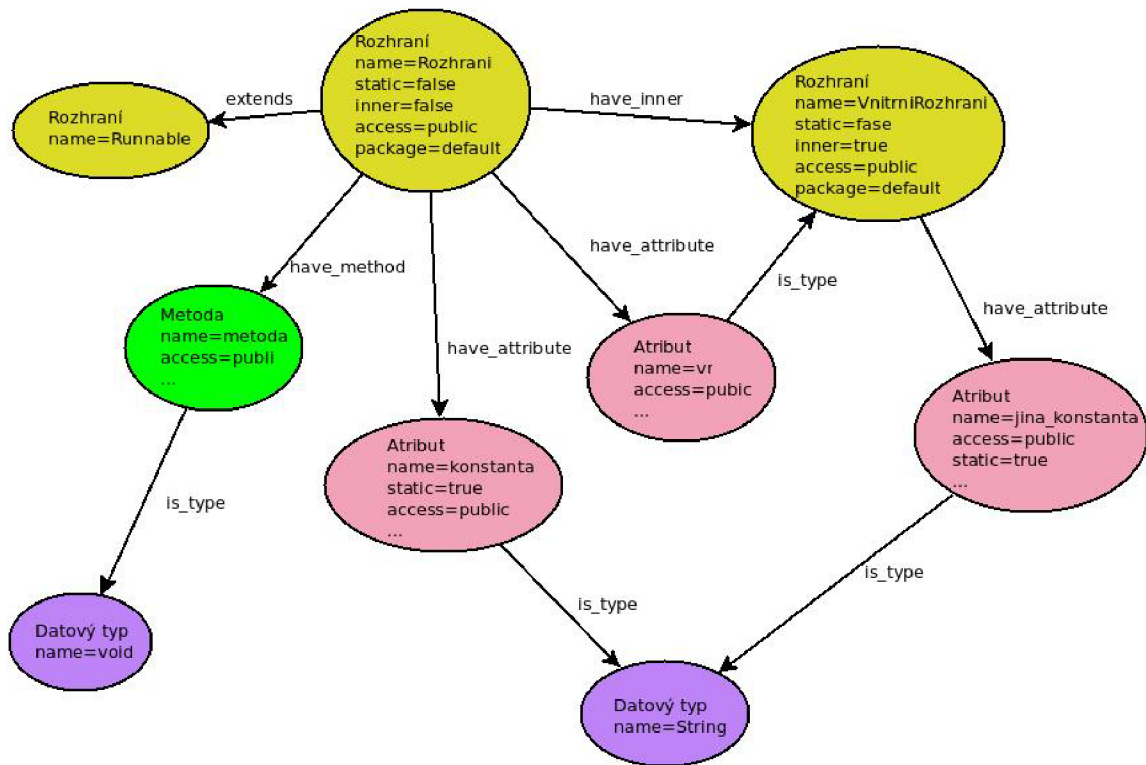 Rozhraní
name=Rozhrani
static=false
inner=false
access=public
package=default
extends
Rozhraní
name=Runnable
have_inner
Rozhraní
name=VnitrniRozhrani
static=fase
inner=true
access=public
package=default
have_method
have_attribute
have_attribute
is_type
have_attribute
Metoda
name=metoda
access=publi
...
Atribut
name=vr
access=pubic
...
Atribut
name=konstanta
static=true
access=public
...
Atribut
name=jina_konstanta
access=public
static=true
...
is_type
is_type
is_type
Datový typ
name=void
Datový typ
name=String